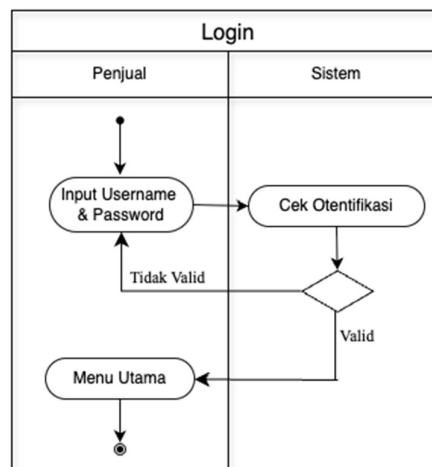 Login
Penjual
Sistem
Input Username
& Password
Cek Otentifikasi
Tidak Valid
Valid
Menu Utama